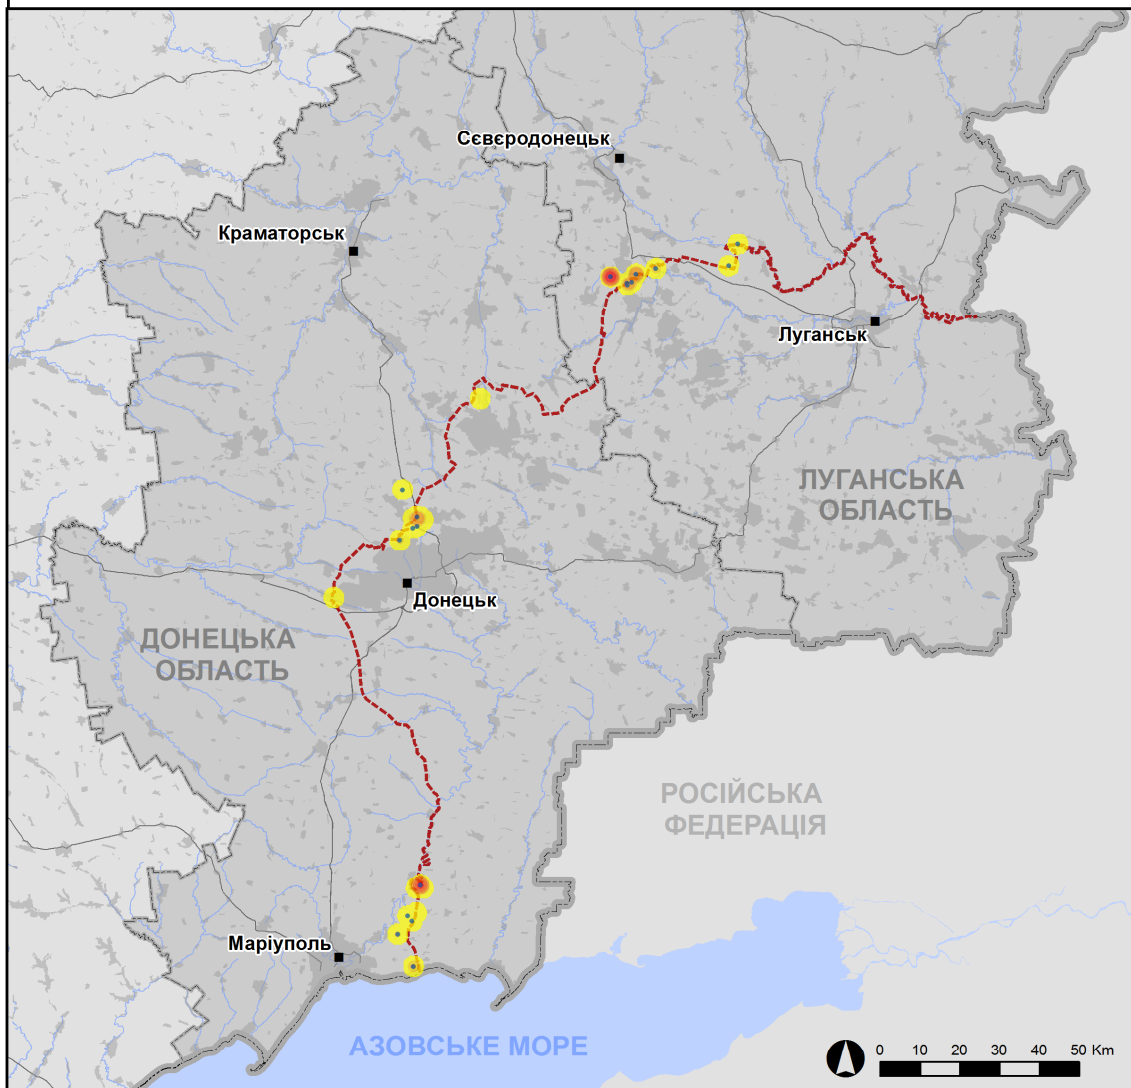 Сєвєродонецьк
Краматорськ
Луганськ
ЛУГАНСЬКА
ОБЛАСТЬ
Донецьк
ДОНЕЦЬКА
ОБЛАСТЬ
РОСІЙСЬКА
ФЕДЕРАЦІЯ
Маріуполь
АЗОВСЬКЕ МОРЕ
0 10 20 30 40 50 Km